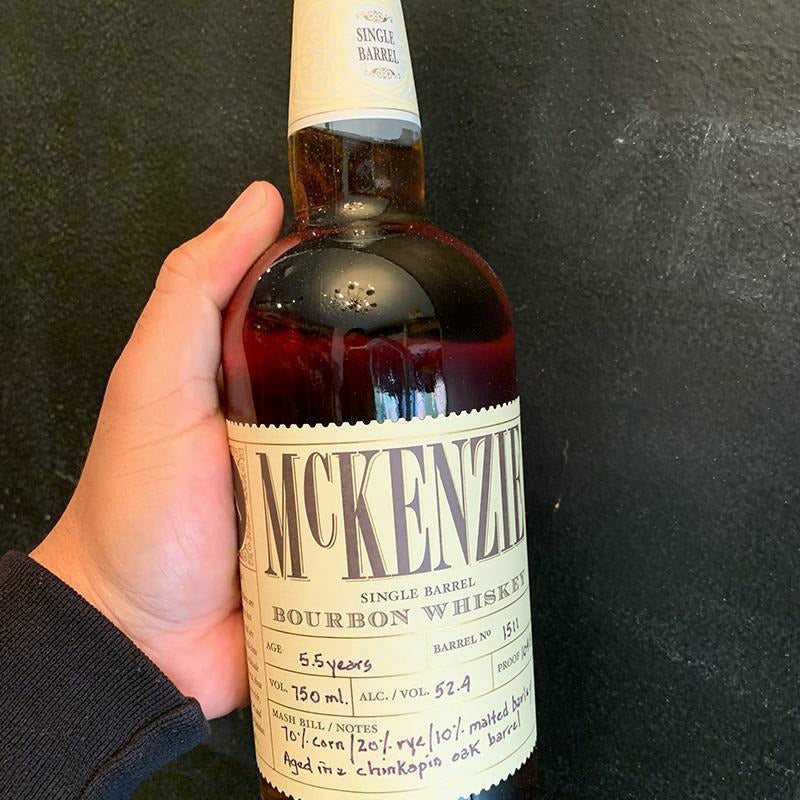 SINGLE
BARREL
McKENZIE
SINGLE BARREL
BOURBON WHISKEY
AGE 5.5 years
BARREL No 1511
VOL. 750 ml.
ALC. / VOL. 52.4
PROOF
MASH BILL / NOTES
70% corn / 20% rye / 10% malted barley
Aged in a chinkapin oak barrel